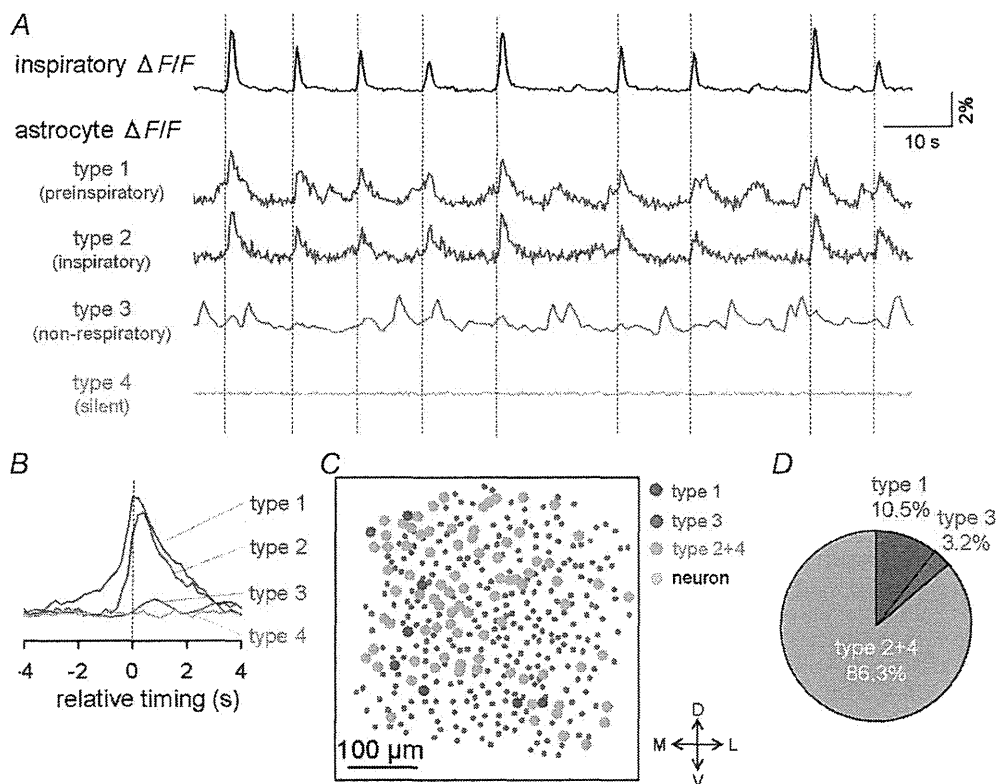 A
inspiratory Δ F/F
2%
10 s
astrocyte Δ F/F
type 1
(preinspiratory)
type 2
(inspiratory)
type 3
(non-respiratory)
type 4
(silent)
B
type 1
type 2
type 3
type 4
-4 -2 0 2 4
relative timing (s)
C
type 1
type 3
type 2+4
neuron
100 µm
D
M L
V
D
type 1
10.5%
type 3
3.2%
type 2+4
86.3%